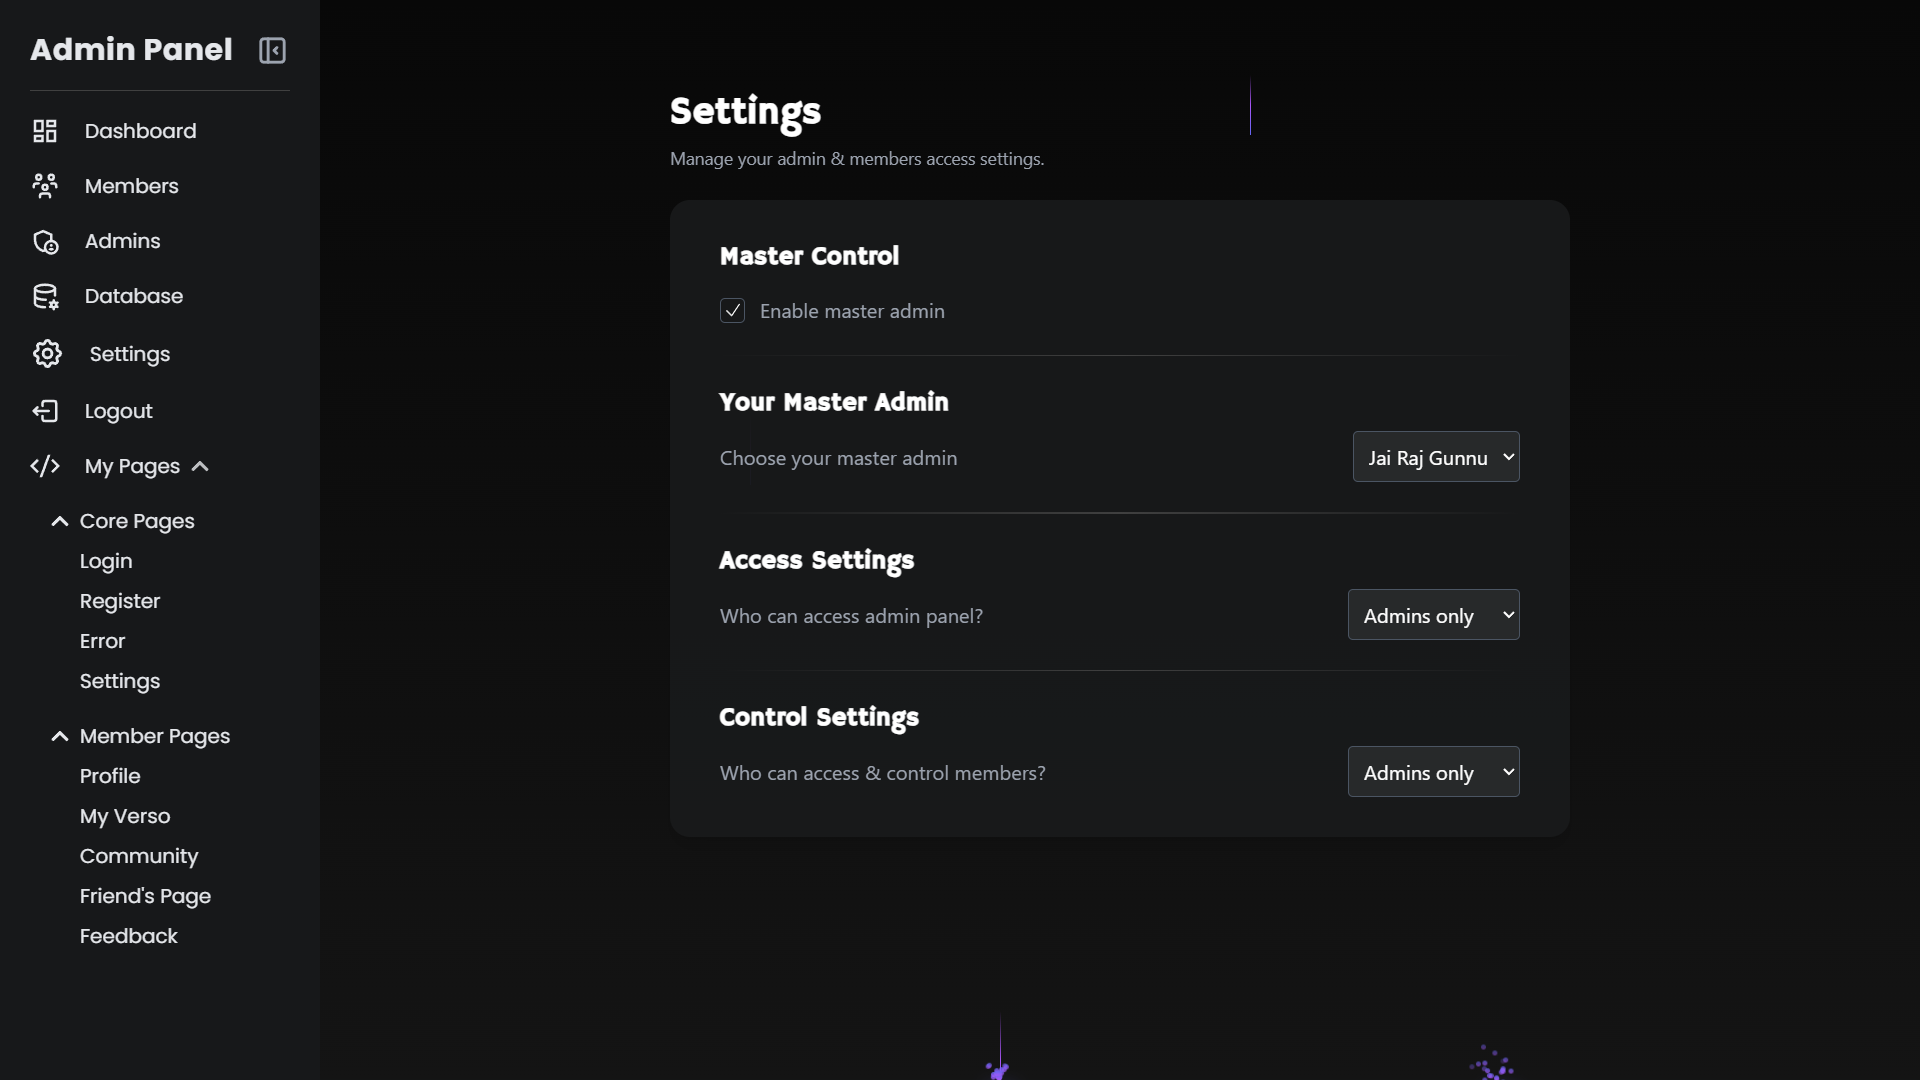 Admin Panel
Dashboard
Members
Admins
Database
Settings
Logout
My Pages
Core Pages
Login
Register
Error
Settings
Member Pages
Profile
My Verso
Community
Friend's Page
Feedback
Settings
Manage your admin & members access settings.
Master Control
Enable master admin
Your Master Admin
Choose your master admin
Jai Raj Gunnu
Access Settings
Who can access admin panel?
Admins only
Control Settings
Who can access & control members?
Admins only